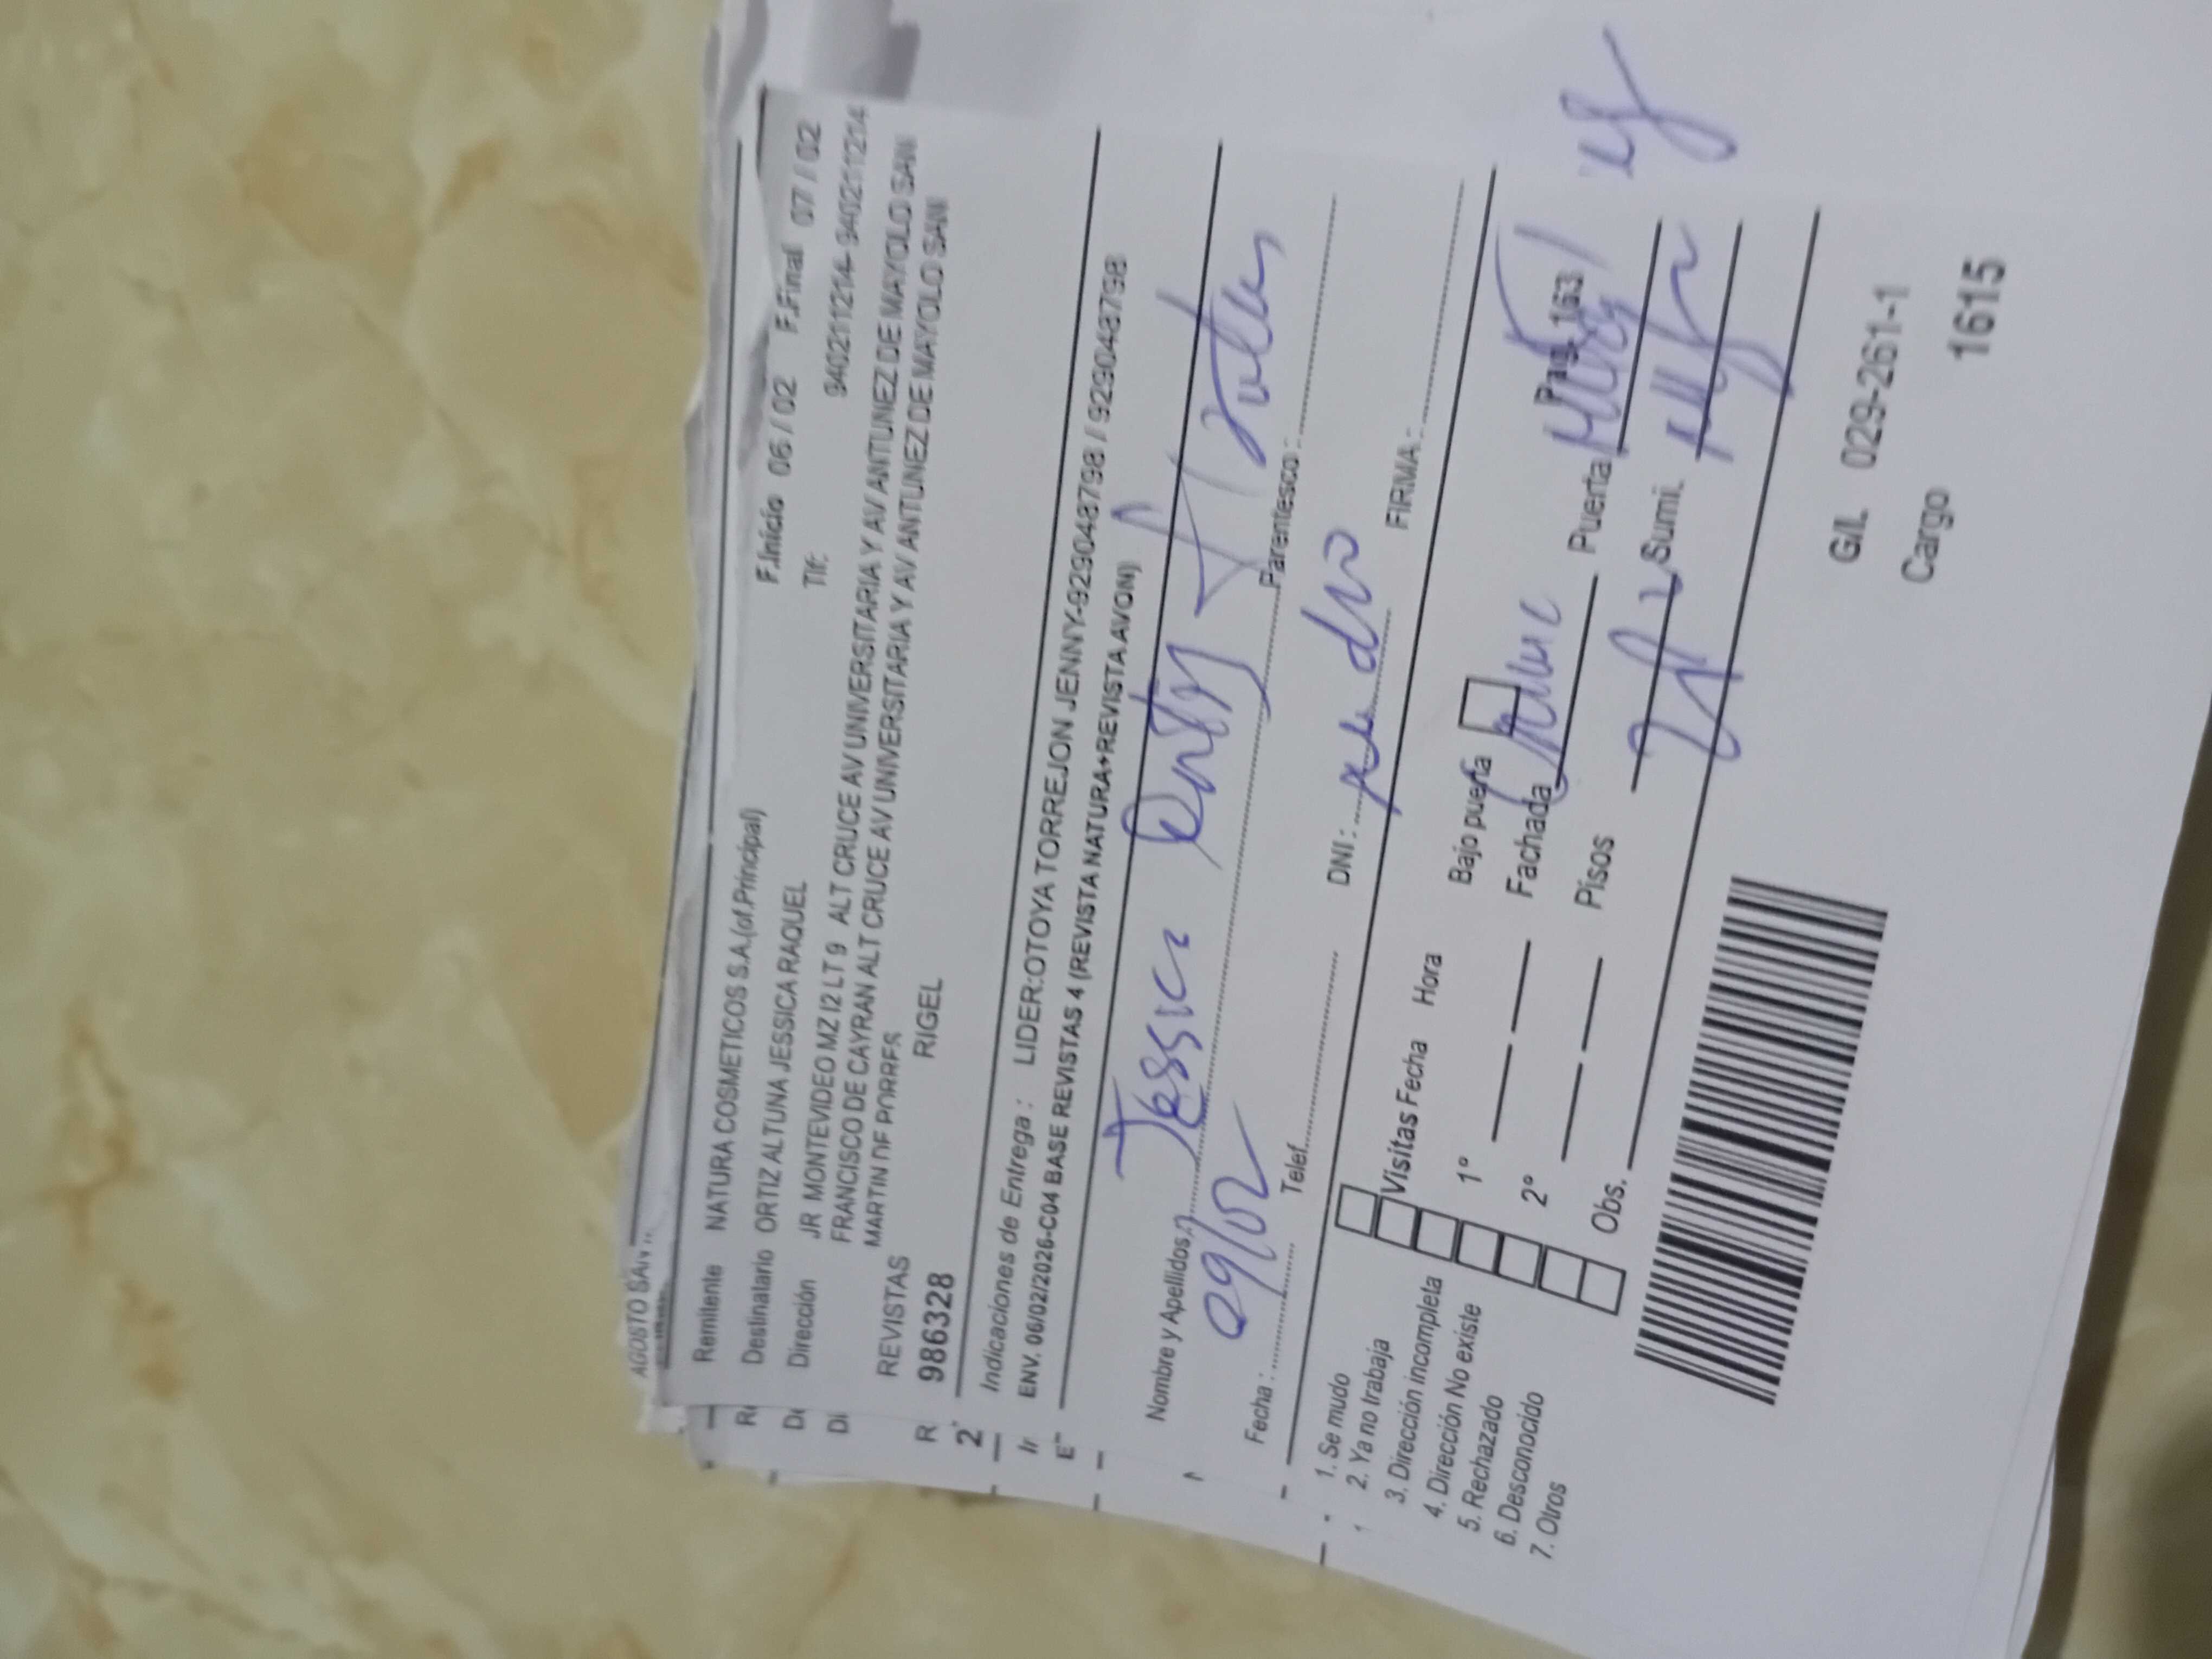 AGOSTO SAN
Remitente NATURA COSMETICOS S.A.(of.Principal) F.Inicio 06 / 02 F.Final 07 / 02
Destinatario ORTIZ ALTUNA JESSICA RAQUEL Tlf: 940211214-940211214
Dirección JR MONTEVIDEO MZ I2 LT 9 ALT CRUCE AV UNIVERSITARIA Y AV ANTUNEZ DE MAYOLO SAN
FRANCISCO DE CAYRAN ALT CRUCE AV UNIVERSITARIA Y AV ANTUNEZ DE MAYOLO SAN
MARTIN DE PORRES
REVISTAS RIGEL
986328
Indicaciones de Entrega : LIDER:OTOYA TORREJON JENNY-929048798 / 929048798
ENV. 06/02/2026-C04 BASE REVISTAS 4 (REVISTA NATURA+REVISTA AVON)
Nombre y Apellidos: Jessica Ortiz
Fecha : 09/02 Telef. Parentesco :
DNI : FIRMA :
1. Se mudo
2. Ya no trabaja
3. Dirección incompleta
4. Dirección No existe
5. Rechazado
6. Desconocido
7. Otros
Visitas Fecha Hora Bajo puerta
1° Fachada Puerta Pag. 163
2° Pisos Sumi.
Obs.
G/L 029-261-1
Cargo
1615